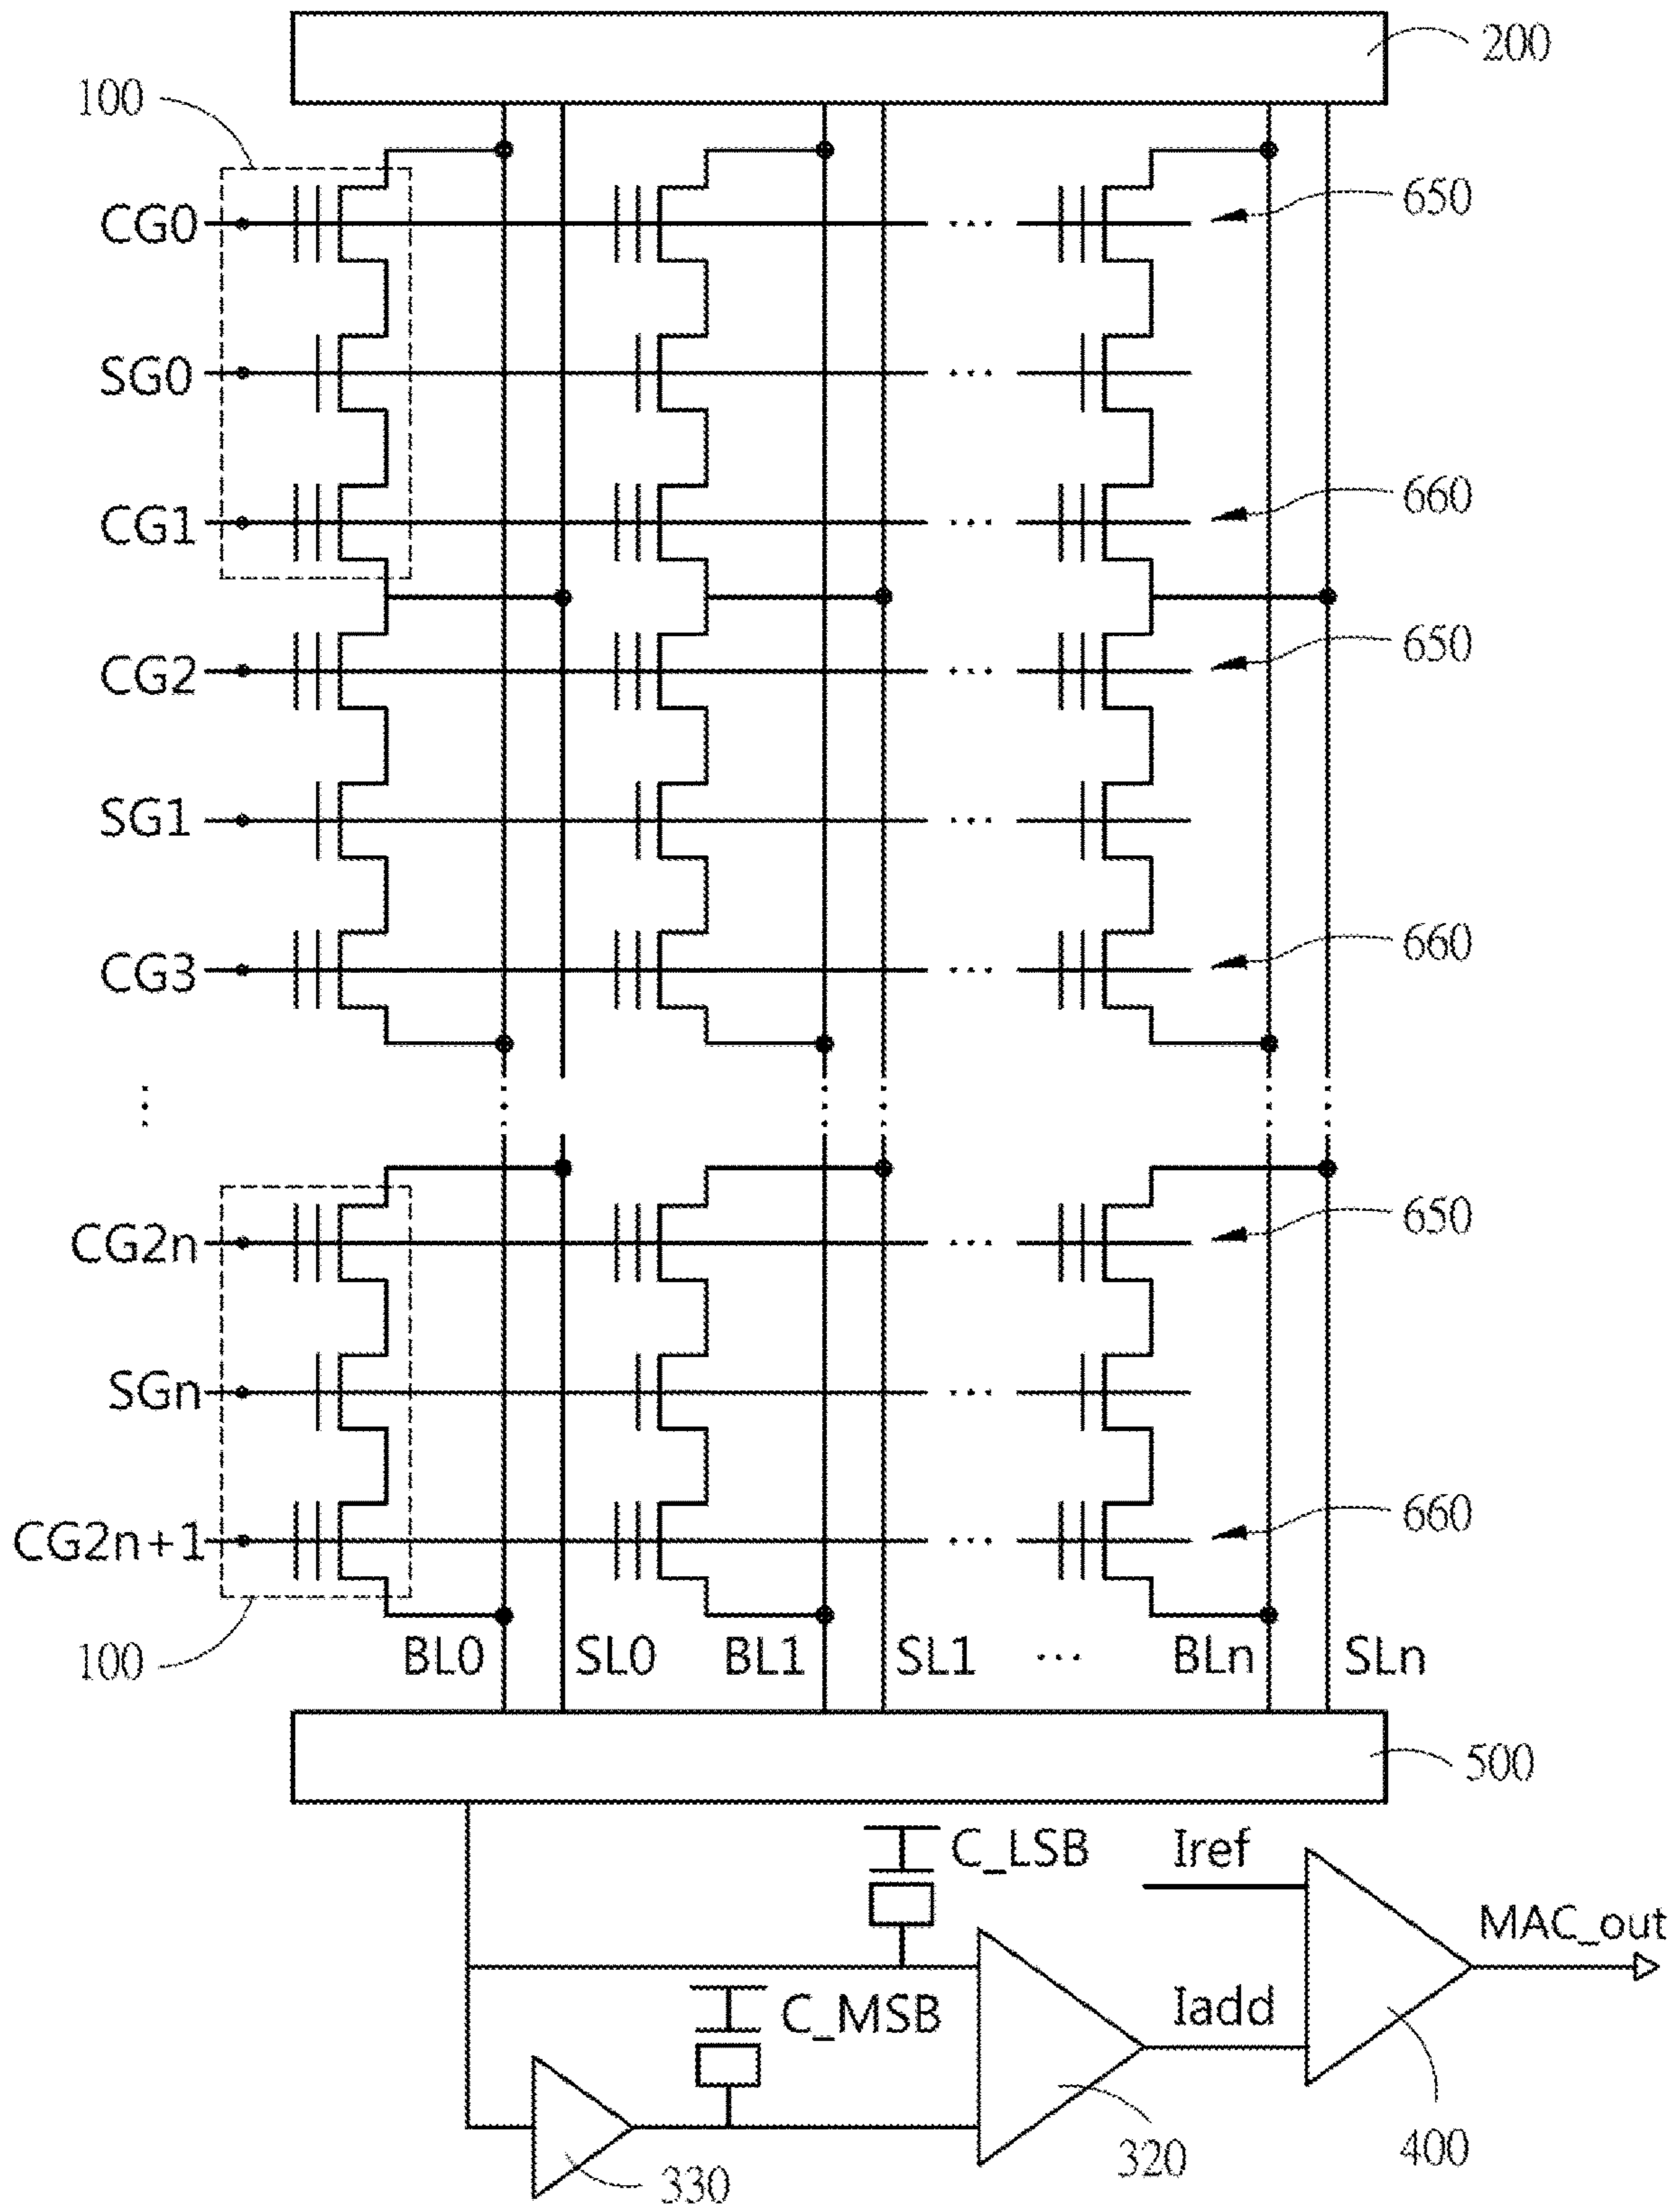 200
100
CG0
650
SG0
CG1
660
CG2
650
SG1
CG3
660
CG2n
650
SGn
CG2n+1
660
100
BL0 SL0 BL1 SL1 ... BLn SLn
500
C_LSB
Iref
MAC_out
C_MSB
Iadd
330
320
400